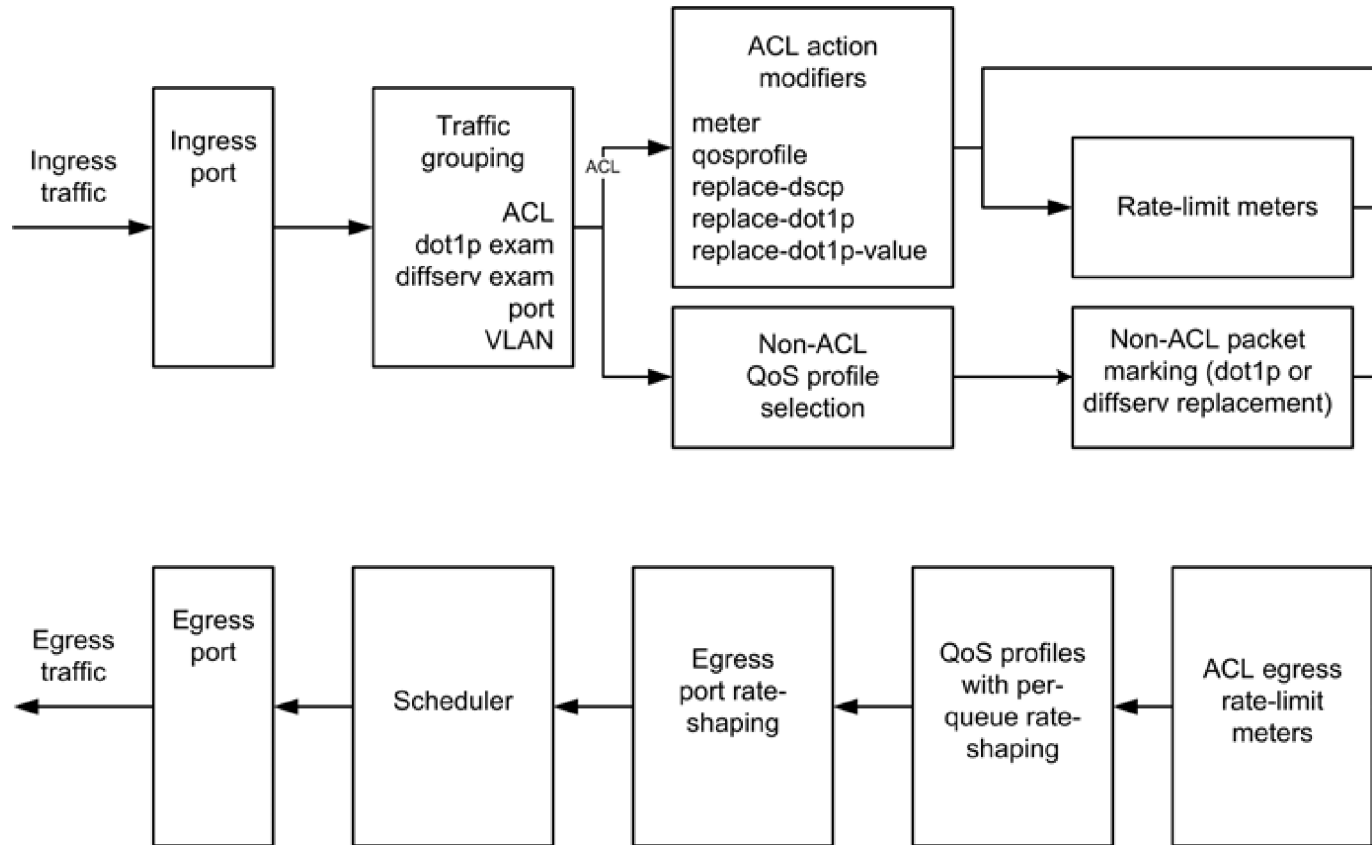 Ingress
traffic
Ingress
port
Traffic
grouping
ACL
dot1p exam
diffserv exam
port
VLAN
ACL
ACL action
modifiers
meter
qosprofile
replace-dscp
replace-dot1p
replace-dot1p-value
Rate-limit meters
Non-ACL
QoS profile
selection
Non-ACL packet
marking (dot1p or
diffserv replacement)
Egress
traffic
Egress
port
Scheduler
Egress
port rate-
shaping
QoS profiles
with per-
queue rate-
shaping
ACL egress
rate-limit
meters